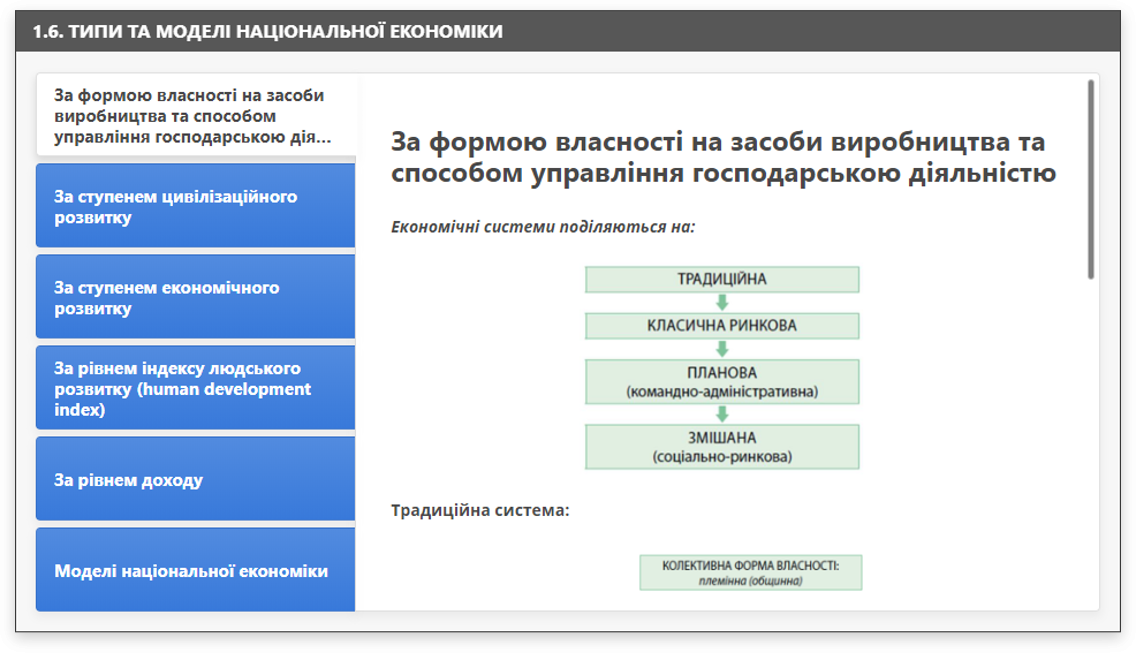 1.6. ТИПИ ТА МОДЕЛІ НАЦІОНАЛЬНОЇ ЕКОНОМІКИ
За формою власності на засоби
виробництва та способом
управління господарською дія...
За ступенем цивілізаційного
розвитку
За ступенем економічного
розвитку
За рівнем індексу людського
розвитку (human development
index)
За рівнем доходу
Моделі національної економіки
За формою власності на засоби виробництва та
способом управління господарською діяльністю
Економічні системи поділяються на:
ТРАДИЦІЙНА
КЛАСИЧНА РИНКОВА
ПЛАНОВА
(командно-адміністративна)
ЗМІШАНА
(соціально-ринкова)
Традиційна система:
КОЛЕКТИВНА ФОРМА ВЛАСНОСТІ:
племінна (общинна)